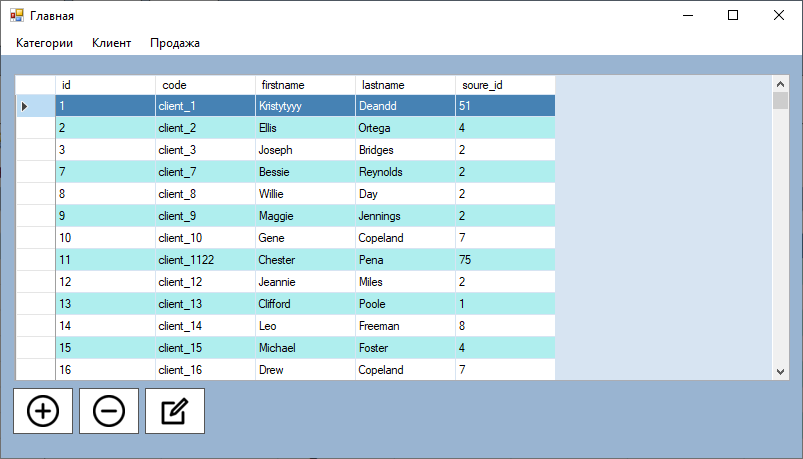 Главная
Категории Клиент Продажа
id code firstname lastname soure_id
1 client_1 Kristytyyy Deandd 51
2 client_2 Ellis Ortega 4
3 client_3 Joseph Bridges 2
7 client_7 Bessie Reynolds 2
8 client_8 Willie Day 2
9 client_9 Maggie Jennings 2
10 client_10 Gene Copeland 7
11 client_1122 Chester Pena 75
12 client_12 Jeannie Miles 2
13 client_13 Clifford Poole 1
14 client_14 Leo Freeman 8
15 client_15 Michael Foster 4
16 client_16 Drew Copeland 7